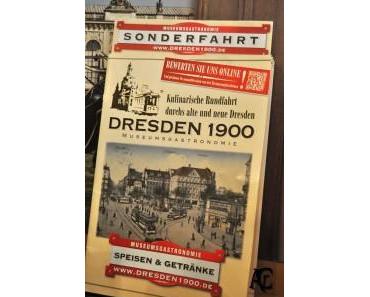 MUSEUMSGASTRONOMIE
SONDERFAHRT
WWW.DRESDEN1900.DE
BEWERTEN SIE UNS ONLINE!
Kulinarische Rundfahrt
durchs alte und neue Dresden
DRESDEN 1900
MUSEUMSGASTRONOMIE
MUSEUMSGASTRONOMIE
SPEISEN & GETRÄNKE
WWW.DRESDEN1900.DE